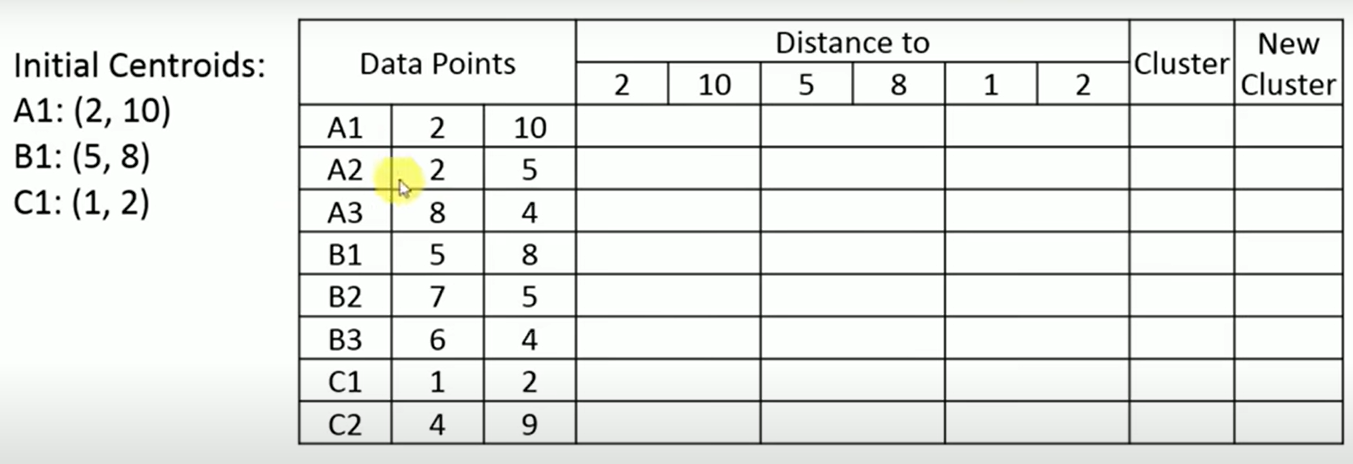 Initial Centroids:
A1: (2, 10)
B1: (5, 8)
C1: (1, 2)
Data Points Distance to Cluster New Cluster
2 10 5 8 1 2
A1 2 10
A2 2 5
A3 8 4
B1 5 8
B2 7 5
B3 6 4
C1 1 2
C2 4 9